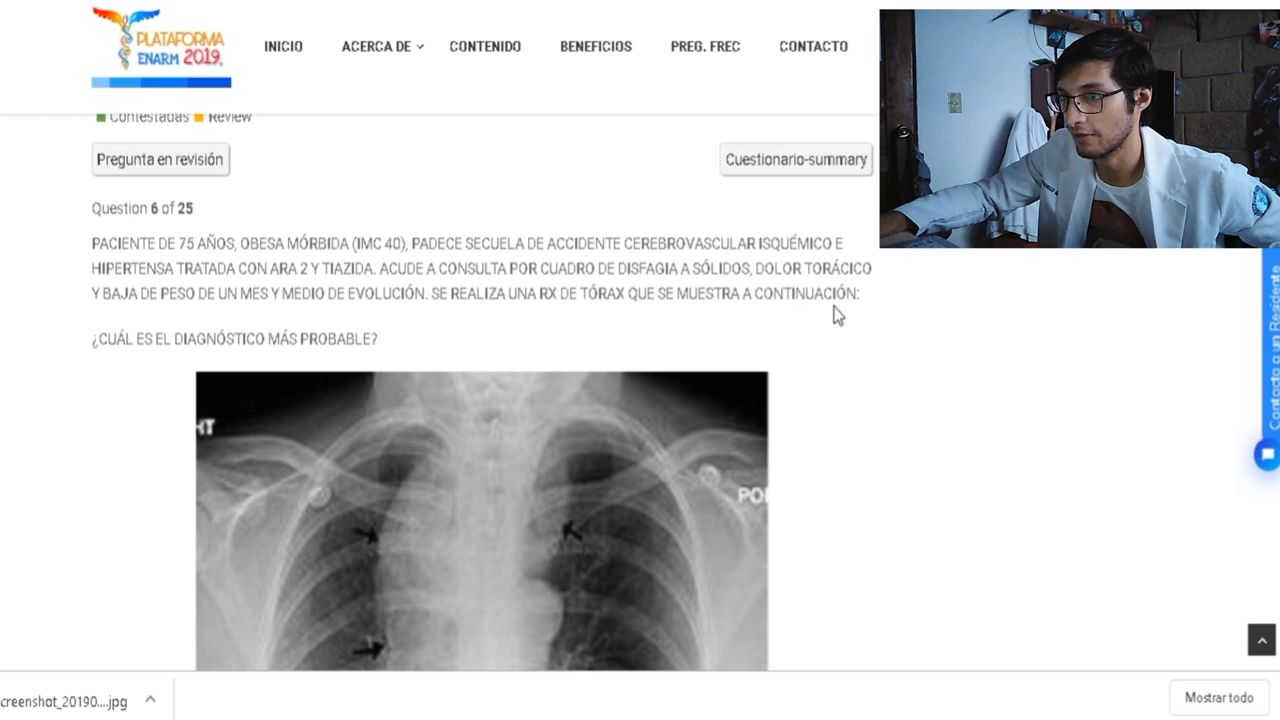 PLATAFORMA
ENARM 2019
INICIO
ACERCA DE
CONTENIDO
BENEFICIOS
PREG. FREC
CONTACTO
Contestadas Review
Pregunta en revisión
Cuestionario-summary
Question 6 of 25
PACIENTE DE 75 AÑOS, OBESA MÓRBIDA (IMC 40), PADECE SECUELA DE ACCIDENTE CEREBROVASCULAR ISQUÉMICO E
HIPERTENSA TRATADA CON ARA 2 Y TIAZIDA. ACUDE A CONSULTA POR CUADRO DE DISFAGIA A SÓLIDOS, DOLOR TORÁCICO
Y BAJA DE PESO DE UN MES Y MEDIO DE EVOLUCIÓN. SE REALIZA UNA RX DE TÓRAX QUE SE MUESTRA A CONTINUACIÓN:
¿CUÁL ES EL DIAGNÓSTICO MÁS PROBABLE?
HT
POI
Contacta a un Residente
creenshot_20190....jpg
Mostrar todo